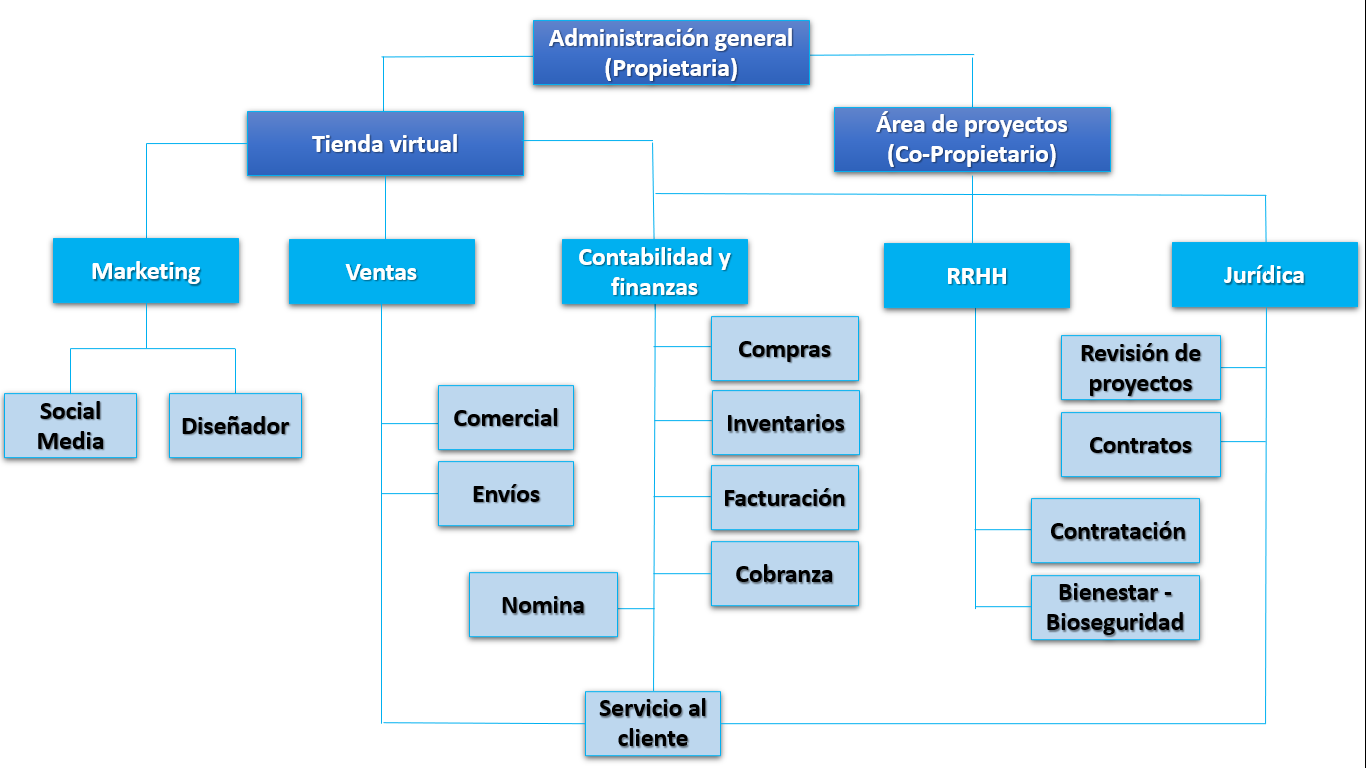 Administración general
(Propietaria)
Tienda virtual
Área de proyectos
(Co-Propietario)
Marketing
Ventas
Contabilidad y
finanzas
RRHH
Jurídica
Social
Media
Diseñador
Comercial
Envíos
Compras
Inventarios
Facturación
Cobranza
Nomina
Revisión de
proyectos
Contratos
Contratación
Bienestar -
Bioseguridad
Servicio al
cliente